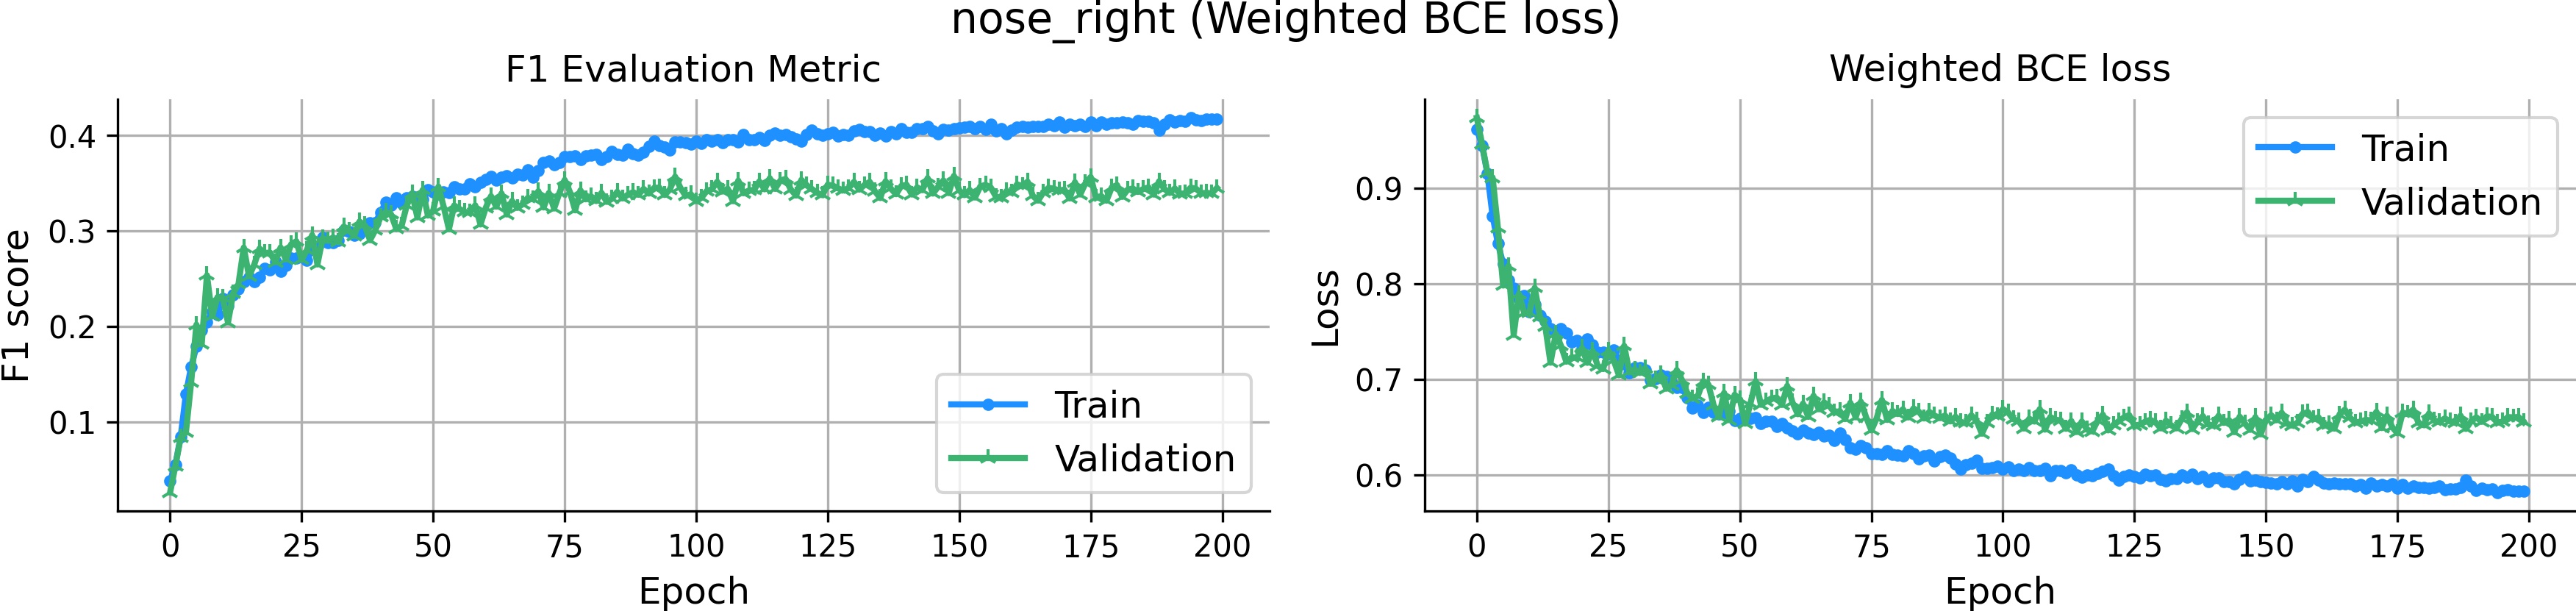 nose_right (Weighted BCE loss)
F1 Evaluation Metric
F1 score
0.4
0.3
0.2
0.1
0 25 50 75 100 125 150 175 200
Epoch
Train
Validation
Weighted BCE loss
Loss
0.9
0.8
0.7
0.6
0 25 50 75 100 125 150 175 200
Epoch
Train
Validation